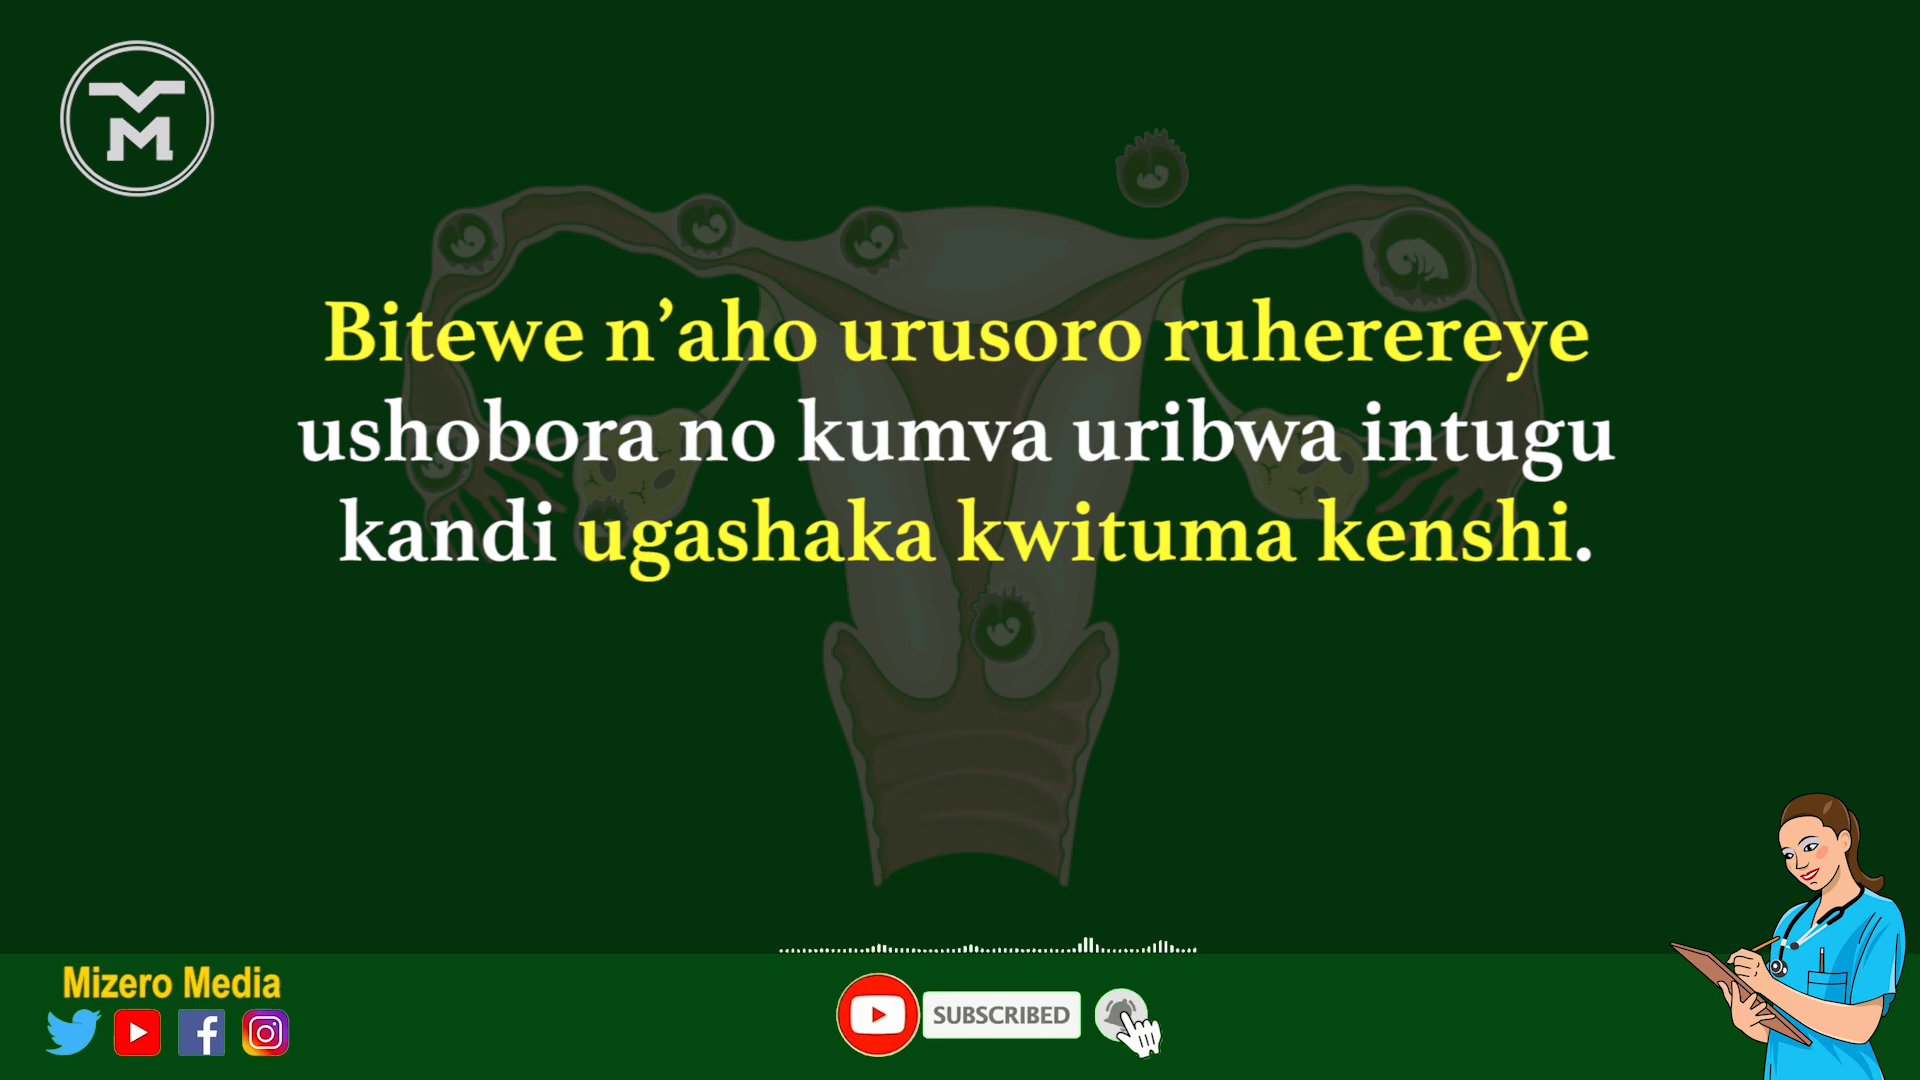 Bitewe n’aho urusoro ruherereye
ushobora no kumva uribwa intugu
kandi ugashaka kwituma kenshi.
Mizero Media
SUBSCRIBED